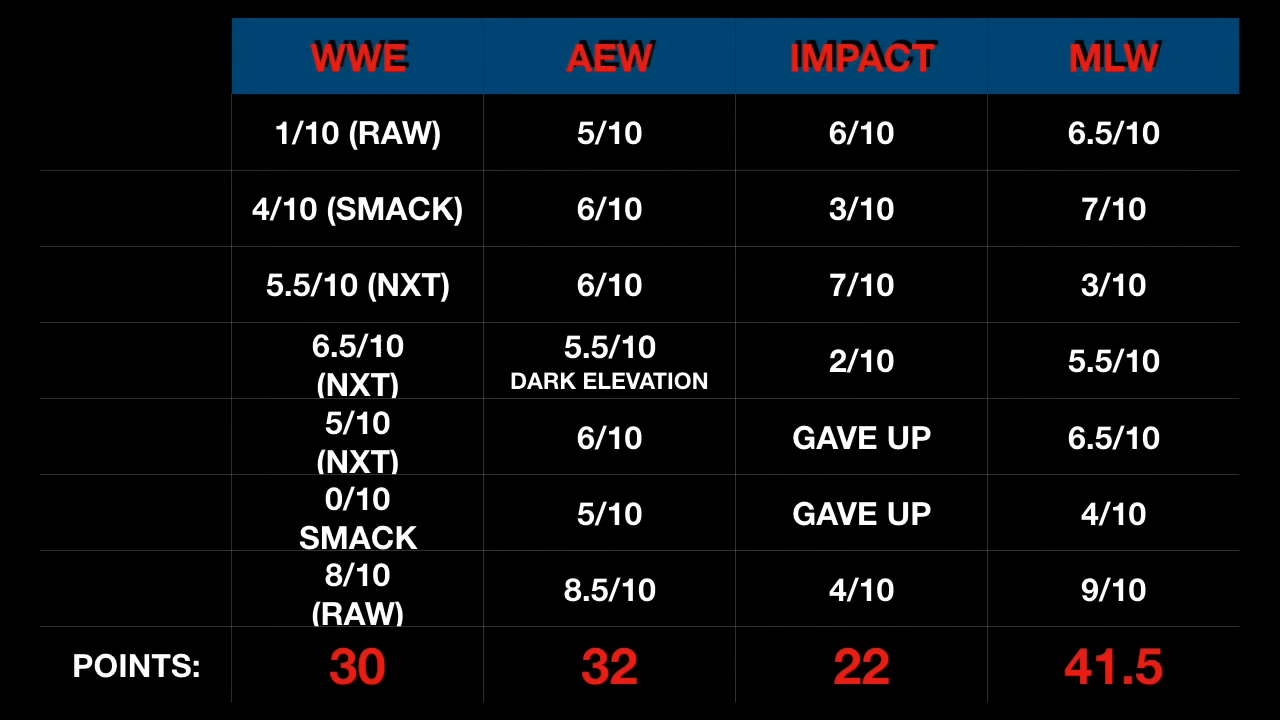 WWE AEW IMPACT MLW
1/10 (RAW) 5/10 6/10 6.5/10
4/10 (SMACK) 6/10 3/10 7/10
5.5/10 (NXT) 6/10 7/10 3/10
6.5/10
(NXT)
5.5/10
DARK ELEVATION
2/10
5.5/10
5/10
(NXT)
6/10
GAVE UP
6.5/10
0/10
SMACK
5/10
GAVE UP
4/10
8/10
(RAW)
8.5/10
4/10
9/10
POINTS: 30 32 22 41.5